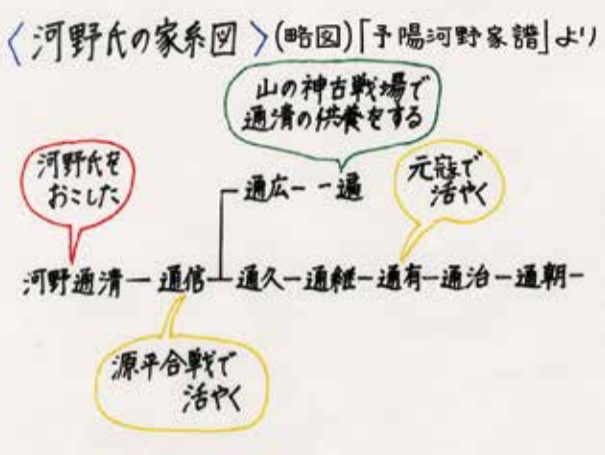 〈河野氏の家系図〉(略図)「予陽河野家譜」より
山の神古戦場で
通清の供養をする
河野氏を
おこした
通広ー一遍
元寇で
活やく
河野通清ー通信ー通久ー通継ー通有ー通治ー通朝ー
源平合戦で
活やく